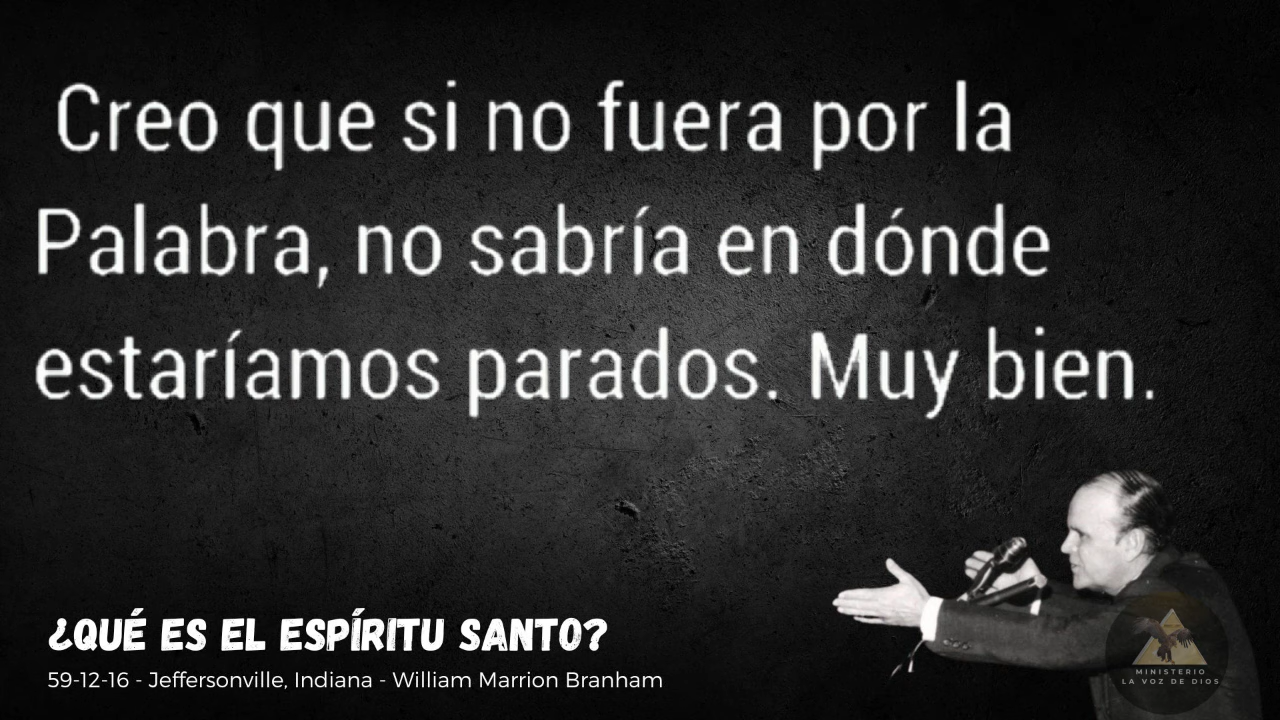 Creo que si no fuera por la
Palabra, no sabría en dónde
estaríamos parados. Muy bien.
¿QUÉ ES EL ESPÍRITU SANTO?
59-12-16 - Jeffersonville, Indiana - William Marrion Branham
MINISTERIO
LA VOZ DE DIOS